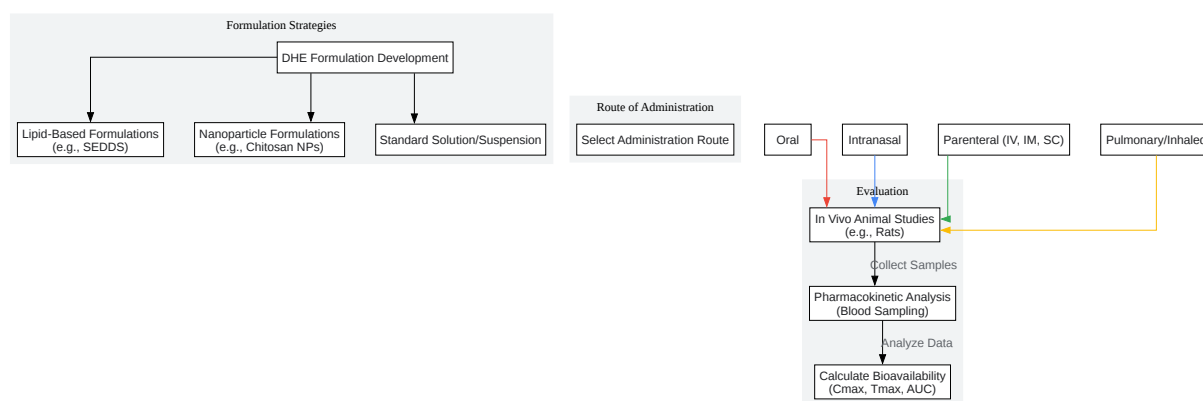 Formulation Strategies
DHE Formulation Development
Lipid-Based Formulations
(e.g., SEDDS)
Nanoparticle Formulations
(e.g., Chitosan NPs)
Standard Solution/Suspension
Route of Administration
Select Administration Route
Oral
Intranasal
Parenteral (IV, IM, SC)
Pulmonary/Inhaled
Evaluation
In Vivo Animal Studies
(e.g., Rats)
Collect Samples
Pharmacokinetic Analysis
(Blood Sampling)
Analyze Data
Calculate Bioavailability
(Cmax, Tmax, AUC)